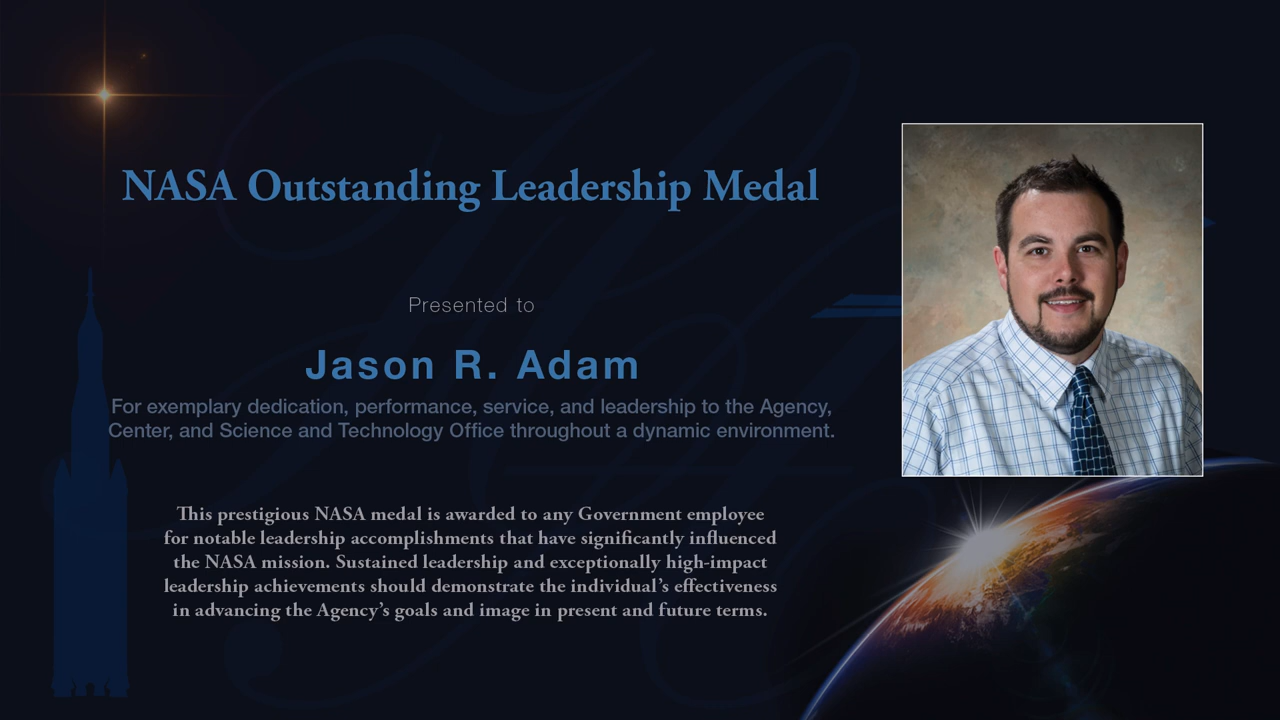 NASA Outstanding Leadership Medal
Presented to
Jason R. Adam
For exemplary dedication, performance, service, and leadership to the Agency,
Center, and Science and Technology Office throughout a dynamic environment.
This prestigious NASA medal is awarded to any Government employee
for notable leadership accomplishments that have significantly influenced
the NASA mission. Sustained leadership and exceptionally high-impact
leadership achievements should demonstrate the individual’s effectiveness
in advancing the Agency’s goals and image in present and future terms.